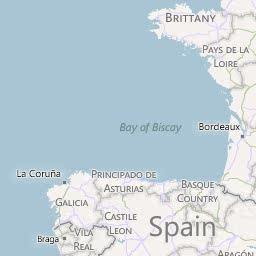 BRITTANY
PAYS DE LA
LOIRE
Bay of Biscay
Bordeaux
La Coruña
PRINCIPADO DE
ASTURIAS
BASQUE
COUNTRY
GALICIA
CASTILE
LEON
Spain
VILA
REAL
Braga
ARAGON